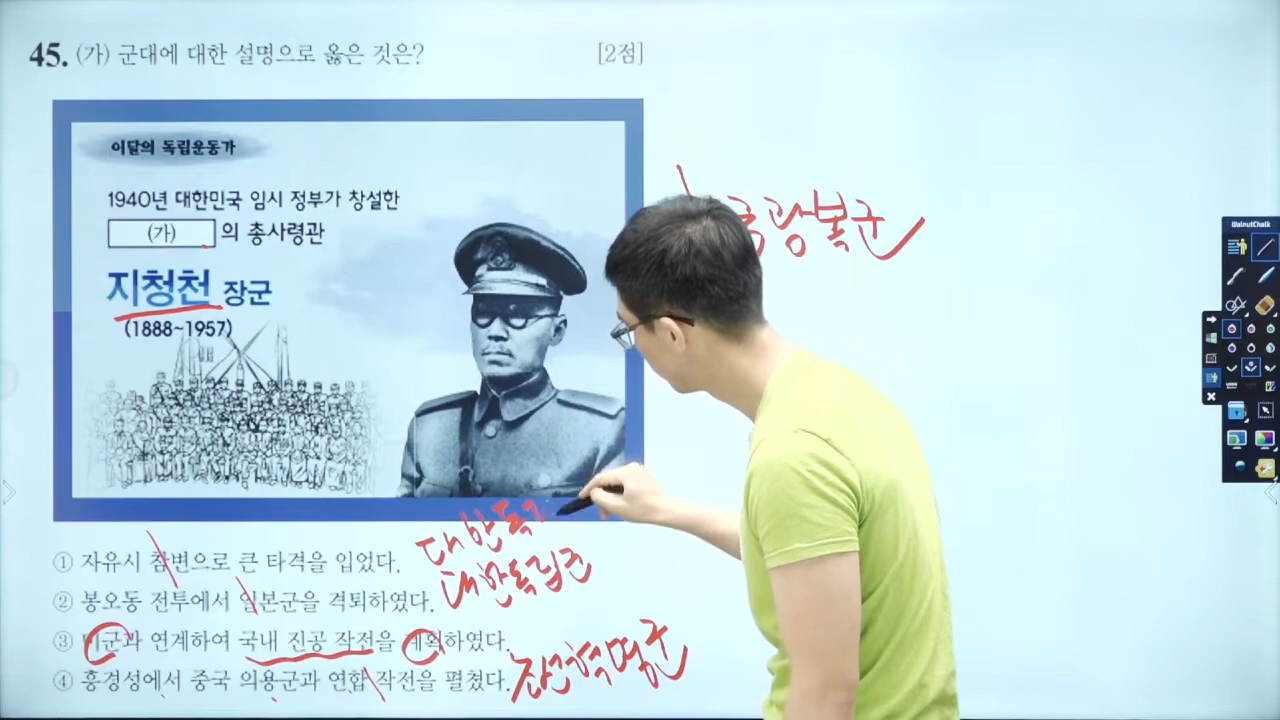 45. (가) 군대에 대한 설명으로 옳은 것은? [2점]
이달의 독립운동가
1940년 대한민국 임시 정부가 창설한
(가) 의 총사령관
지청천 장군
(1888~1957)
광복군
① 자유시 참변으로 큰 타격을 입었다.
대한독
② 봉오동 전투에서 일본군을 격퇴하였다.
대한독립군
③ 미군과 연계하여 국내 진공 작전을 계획하였다.
④ 흥경성에서 중국 의용군과 연합 작전을 펼쳤다.
조선혁명군
WalnutChalk